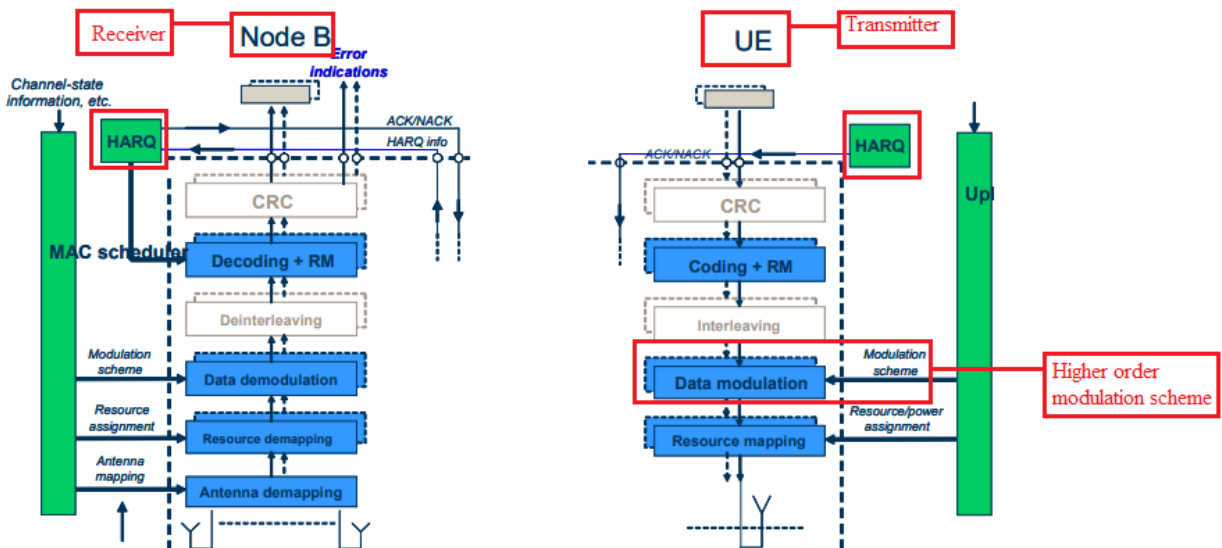 Receiver
Node B
Error
indications
Channel-state
information, etc.
HARQ
ACK/NACK
HARQ info
CRC
MAC scheduler
Decoding + RM
Deinterleaving
Modulation
scheme
Data demodulation
Resource
assignment
Resource demapping
Antenna
mapping
Antenna demapping
UE
Transmitter
ACK/NACK
HARQ
CRC
Upl
Coding + RM
Interleaving
Modulation
scheme
Data modulation
Higher order
modulation scheme
Resource/power
assignment
Resource mapping